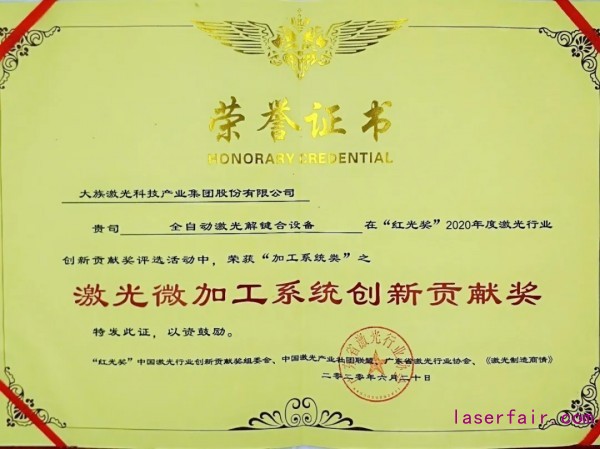 荣誉证书
HONORARY CREDENTIAL
大族激光科技产业集团股份有限公司
贵司 全自动激光解键合设备 在“红光奖”2020年度激光行业
创新贡献奖评选活动中，荣获“加工系统类”之
激光微加工系统创新贡献奖
特发此证，以资鼓励。
“红光奖”中国激光行业创新贡献奖组委会、中国激光产业社团联盟、广东省激光行业协会、《激光制造商情》
二零二零年六月二十日
laserfair.com